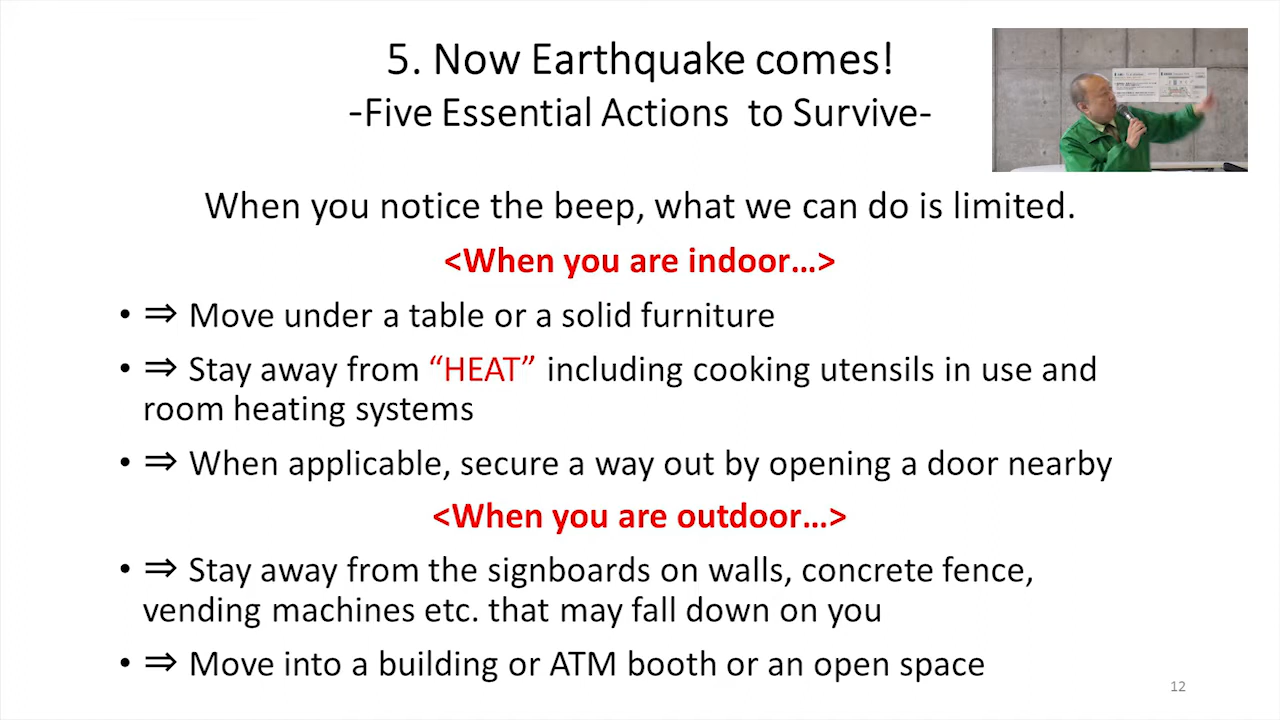 5. Now Earthquake comes!
-Five Essential Actions to Survive-
When you notice the beep, what we can do is limited.
<When you are indoor…>
• ⇒ Move under a table or a solid furniture
• ⇒ Stay away from “HEAT” including cooking utensils in use and
room heating systems
• ⇒ When applicable, secure a way out by opening a door nearby
<When you are outdoor…>
• ⇒ Stay away from the signboards on walls, concrete fence,
vending machines etc. that may fall down on you
• ⇒ Move into a building or ATM booth or an open space
12